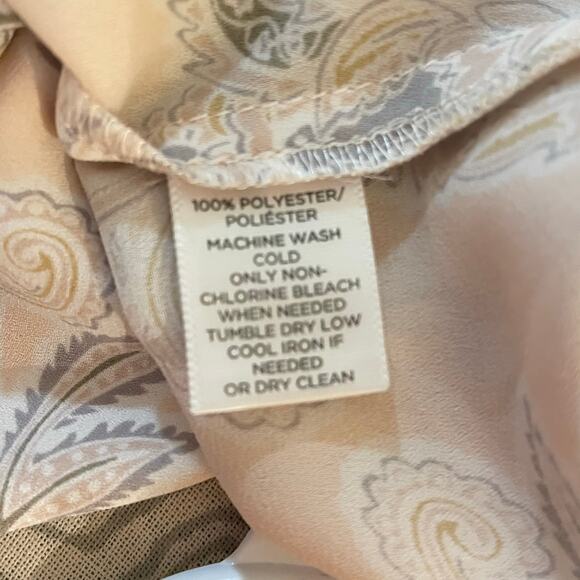 100% POLYESTER/
POLIÉSTER
MACHINE WASH
COLD
ONLY NON-
CHLORINE BLEACH
WHEN NEEDED
TUMBLE DRY LOW
COOL IRON IF
NEEDED
OR DRY CLEAN